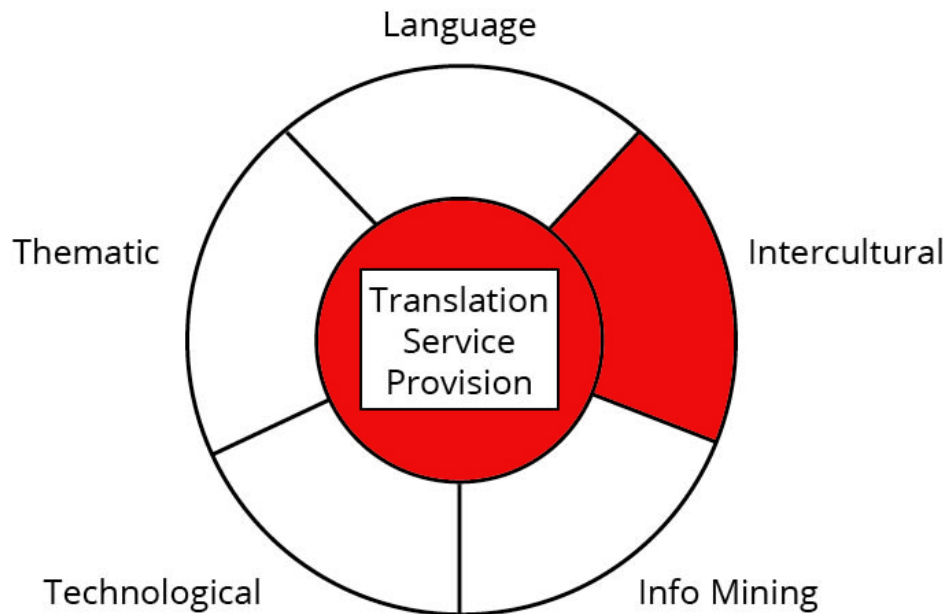 Language
Thematic
Intercultural
Translation
Service
Provision
Technological
Info Mining